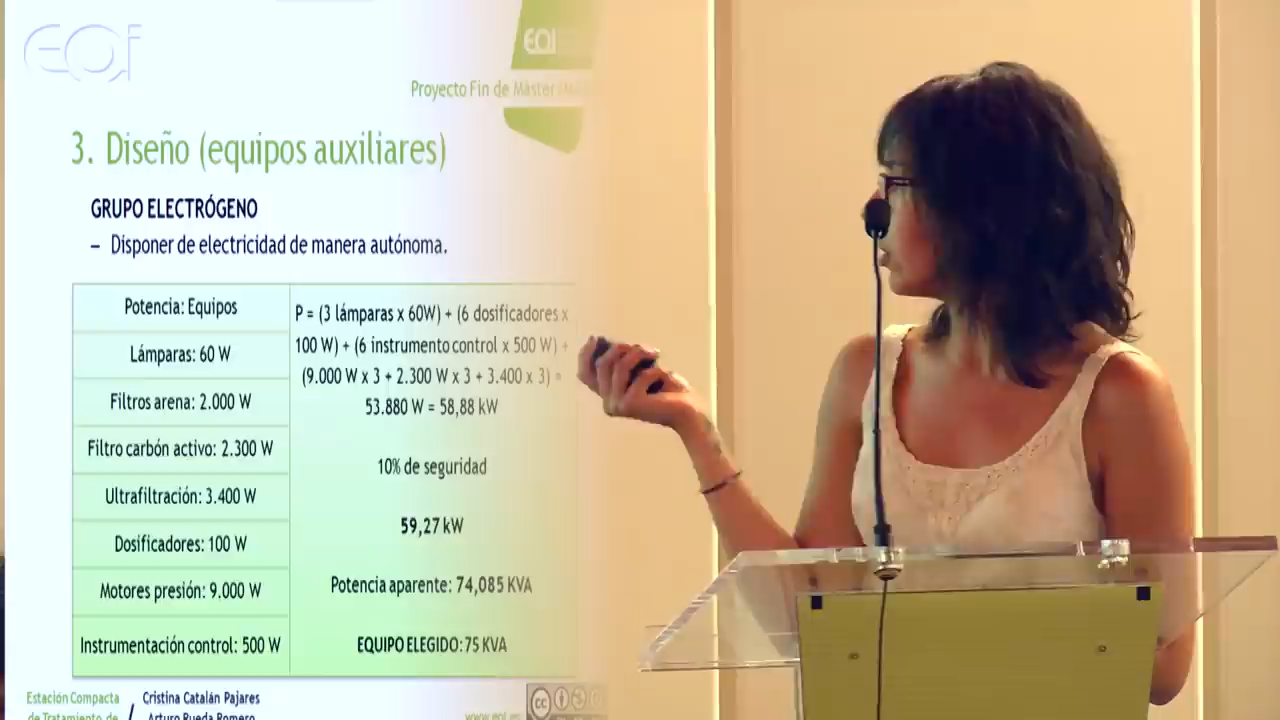 eoi
EOI
Proyecto Fin de Máster
3. Diseño (equipos auxiliares)
GRUPO ELECTRÓGENO
– Disponer de electricidad de manera autónoma.
Potencia: Equipos
Lámparas: 60 W
Filtros arena: 2.000 W
Filtro carbón activo: 2.300 W
Ultrafiltración: 3.400 W
Dosificadores: 100 W
Motores presión: 9.000 W
Instrumentación control: 500 W
P = (3 lámparas x 60W) + (6 dosificadores x
100 W) + (6 instrumento control x 500 W) +
(9.000 W x 3 + 2.300 W x 3 + 3.400 x 3) =
53.880 W = 58,88 kW
10% de seguridad
59,27 kW
Potencia aparente: 74,085 KVA
EQUIPO ELEGIDO: 75 KVA
Estación Compacta
de Tratamiento de
/
Cristina Catalán Pajares
Arturo Rueda Romero
www.eoi.es
cc